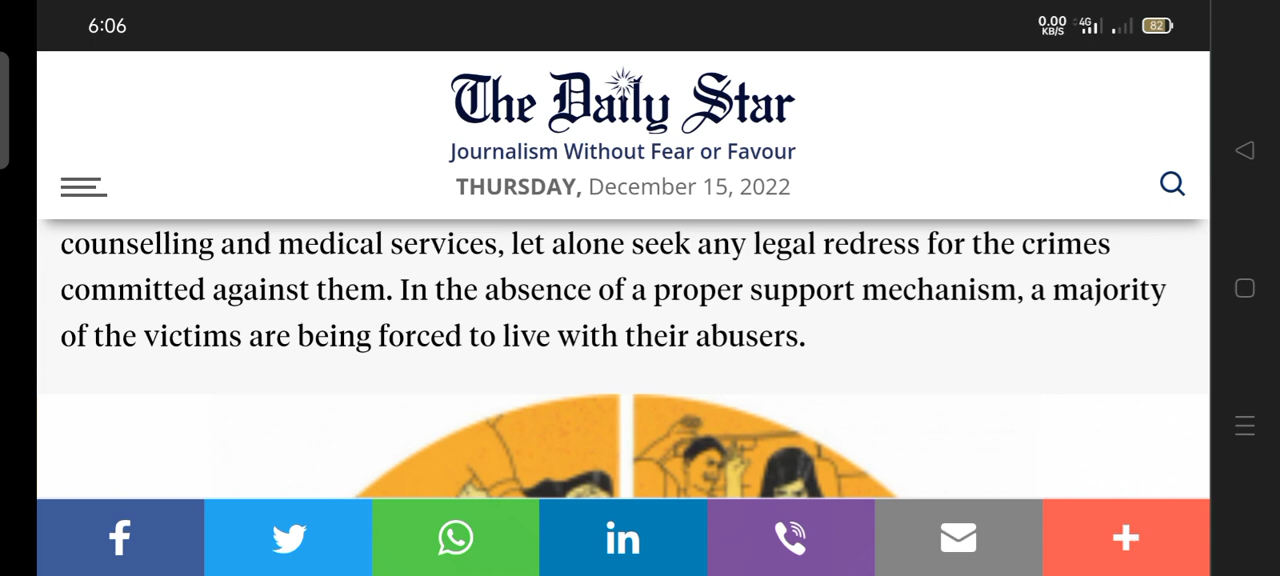 6:06
0.00
KB/S
4G
82
The Daily Star
Journalism Without Fear or Favour
THURSDAY, December 15, 2022
counselling and medical services, let alone seek any legal redress for the crimes
committed against them. In the absence of a proper support mechanism, a majority
of the victims are being forced to live with their abusers.
f
in
+